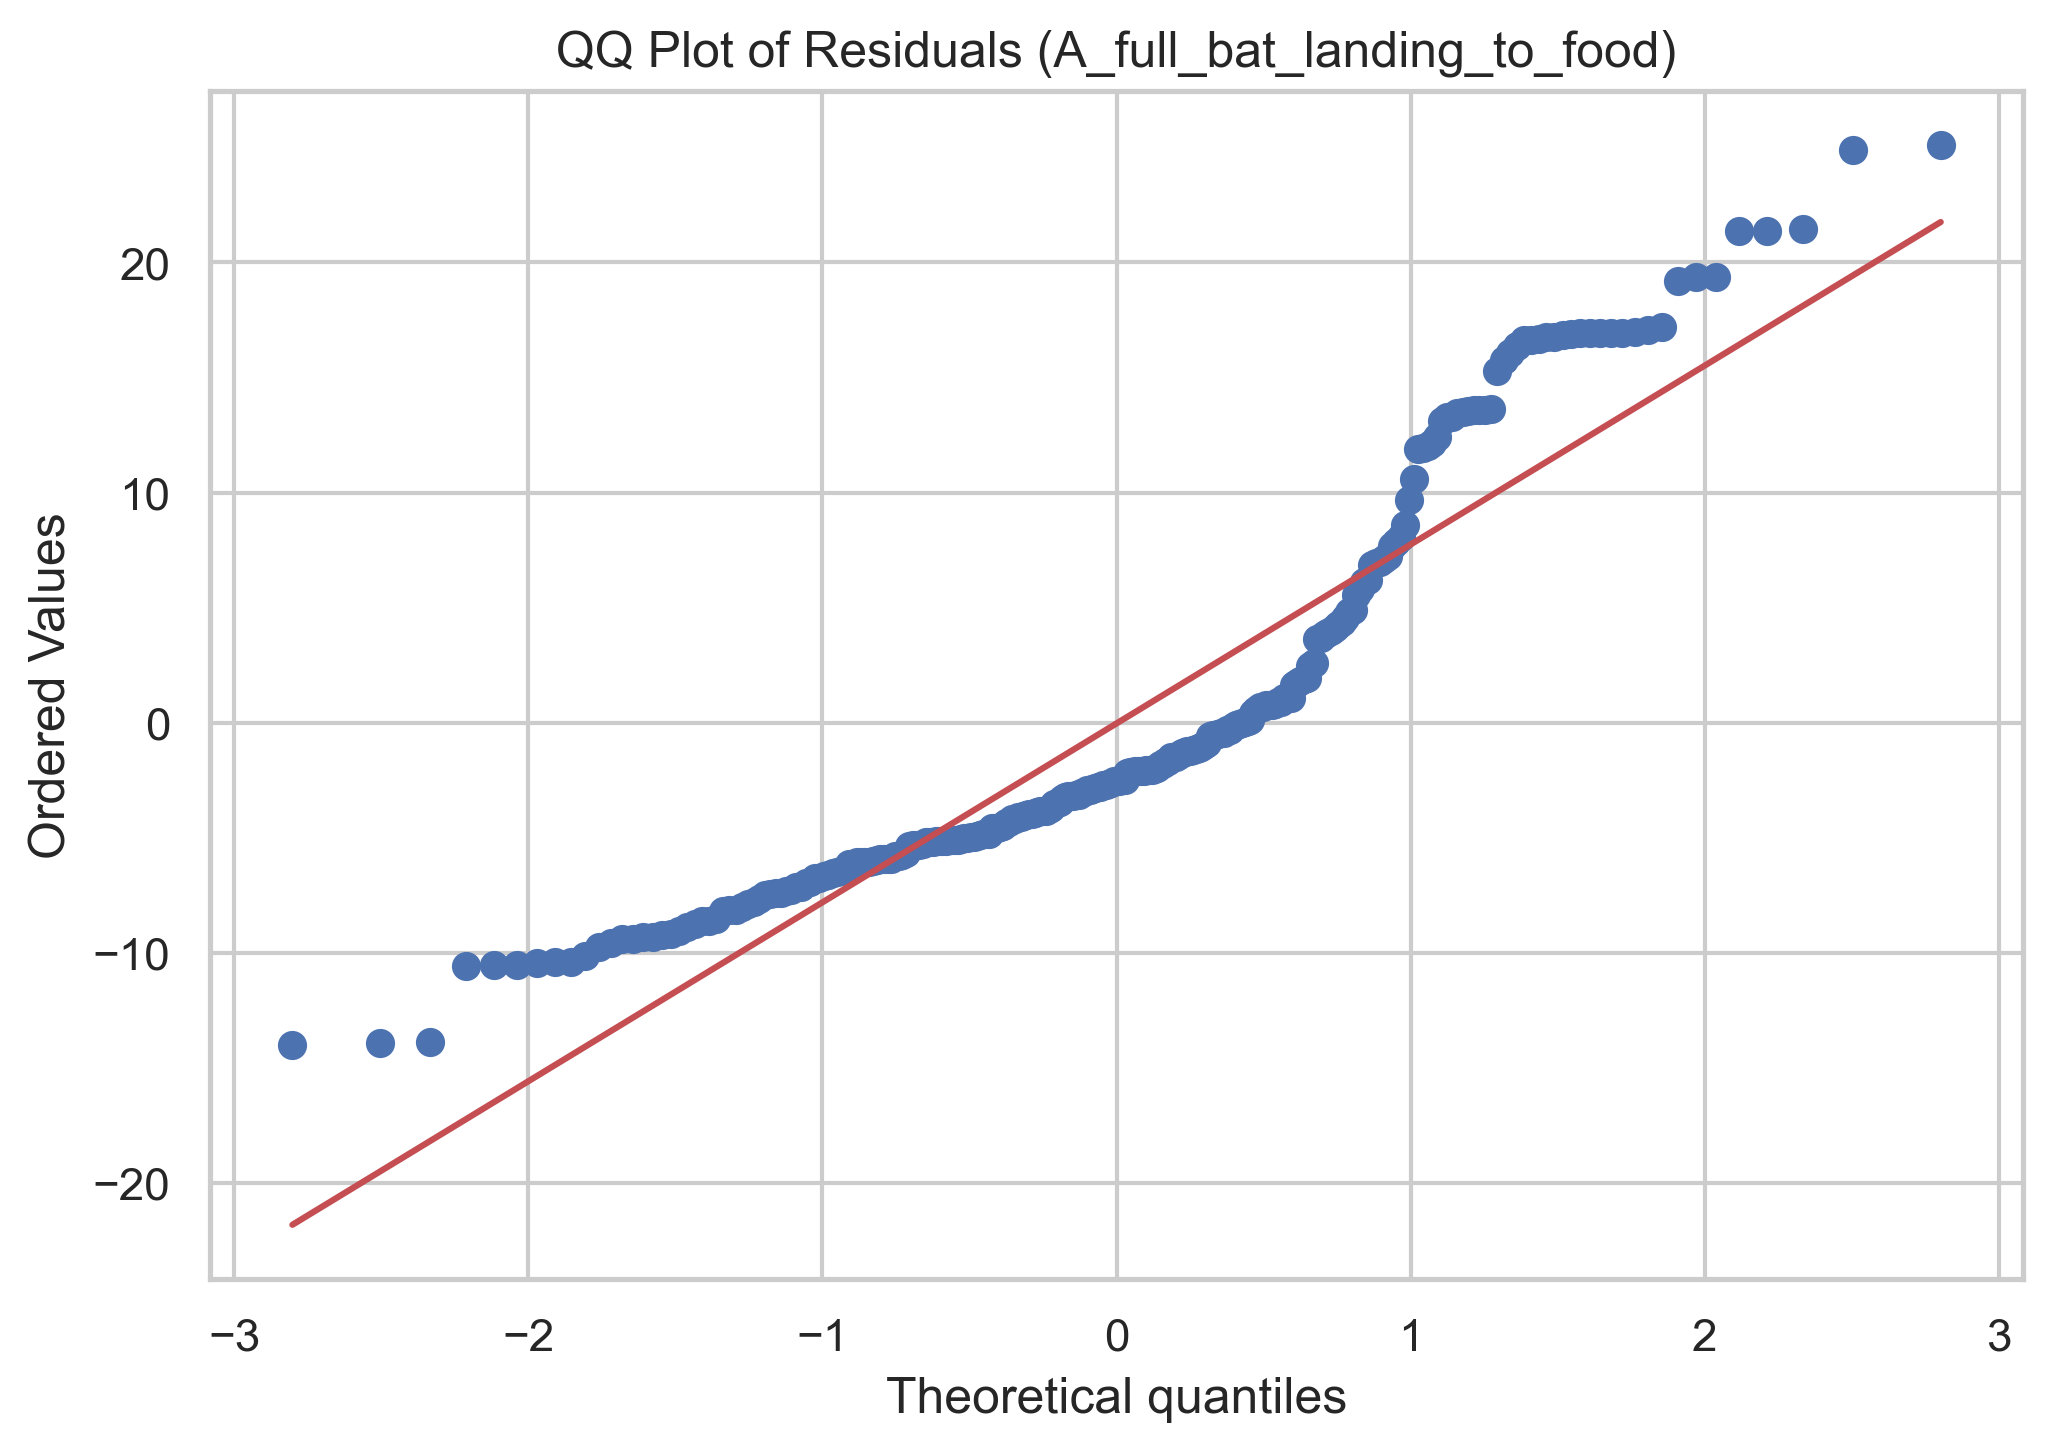 QQ Plot of Residuals (A_full_bat_landing_to_food)
20
10
0
−10
−20
Ordered Values
−3 −2 −1 0 1 2 3
Theoretical quantiles